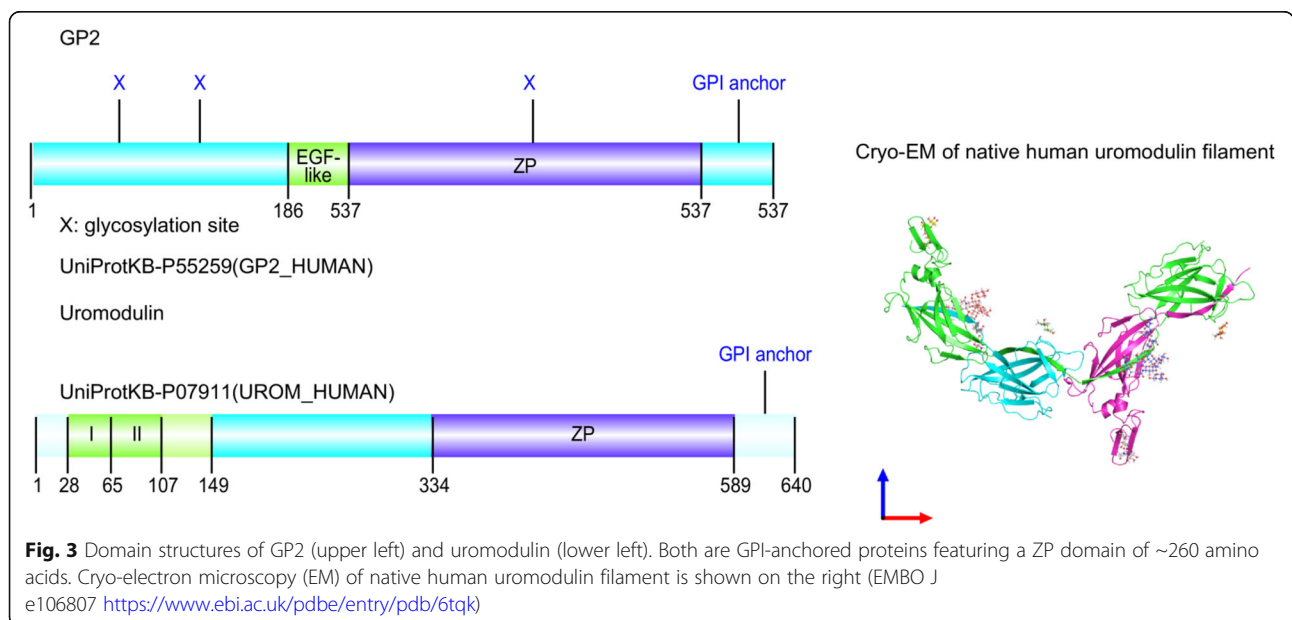 GP2
X X X GPI anchor
EGF-
like
ZP
1 186 537 537 537
X: glycosylation site
UniProtKB-P55259(GP2_HUMAN)
Uromodulin
GPI anchor
UniProtKB-P07911(UROM_HUMAN)
I II ZP
1 28 65 107 149 334 589 640
Cryo-EM of native human uromodulin filament
Fig. 3 Domain structures of GP2 (upper left) and uromodulin (lower left). Both are GPI-anchored proteins featuring a ZP domain of ~260 amino
acids. Cryo-electron microscopy (EM) of native human uromodulin filament is shown on the right (EMBO J
e106807 https://www.ebi.ac.uk/pdbe/entry/pdb/6tqk)